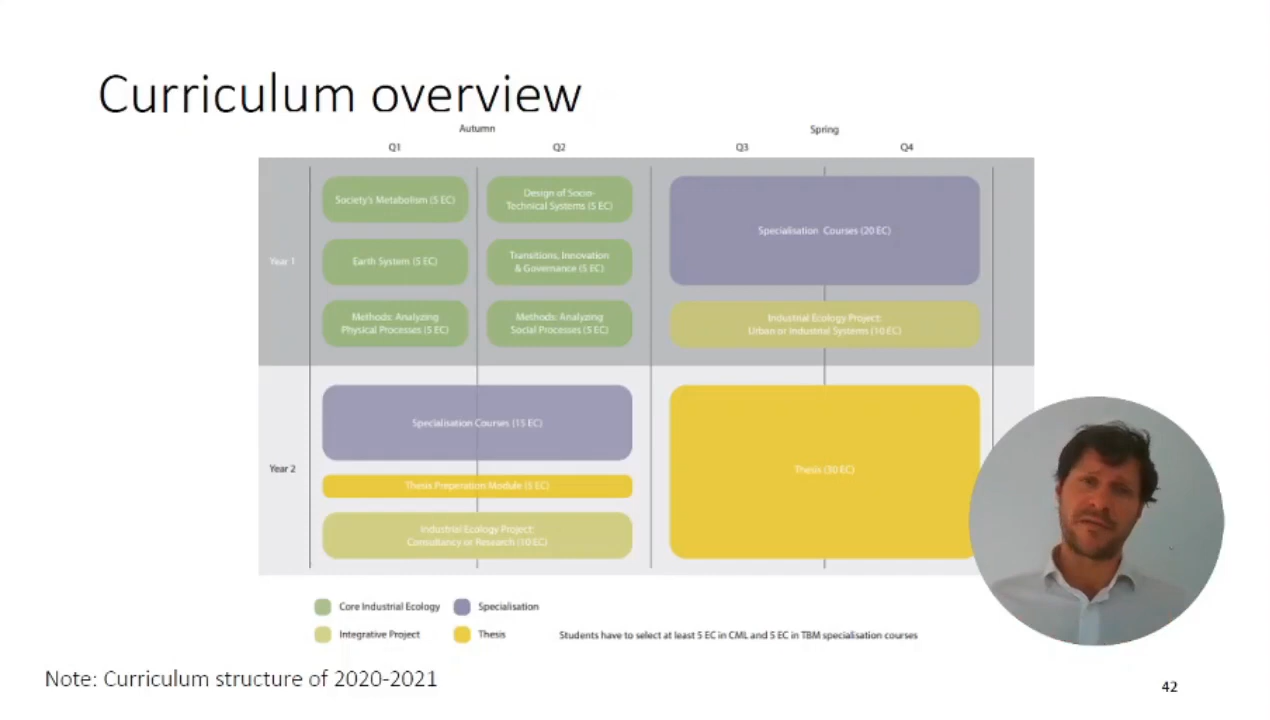 Curriculum overview
Autumn
Spring
Q1
Q2
Q3
Q4
Year 1
Society's Metabolism (5 EC)
Design of Socio-
Technical Systems (5 EC)
Specialisation Courses (20 EC)
Earth System (5 EC)
Transitions, Innovation
& Governance (5 EC)
Methods: Analyzing
Physical Processes (5 EC)
Methods: Analyzing
Social Processes (5 EC)
Industrial Ecology Project:
Urban or Industrial Systems (10 EC)
Year 2
Specialisation Courses (15 EC)
Thesis Preperation Module (5 EC)
Industrial Ecology Project:
Consultancy or Research (10 EC)
Thesis (30 EC)
Core Industrial Ecology
Specialisation
Integrative Project
Thesis
Students have to select at least 5 EC in CML and 5 EC in TBM specialisation courses
Note: Curriculum structure of 2020-2021
42